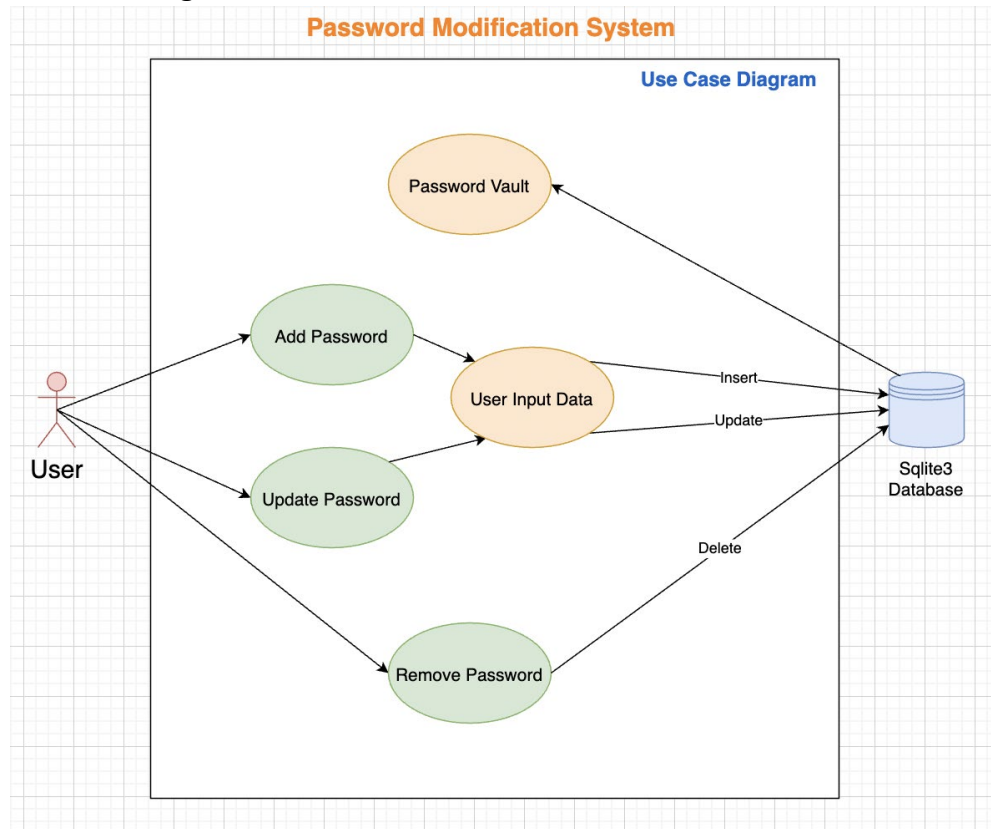 Password Modification System
Use Case Diagram
Password Vault
Add Password
User Input Data
Insert
Update
User
Update Password
Sqlite3
Database
Delete
Remove Password